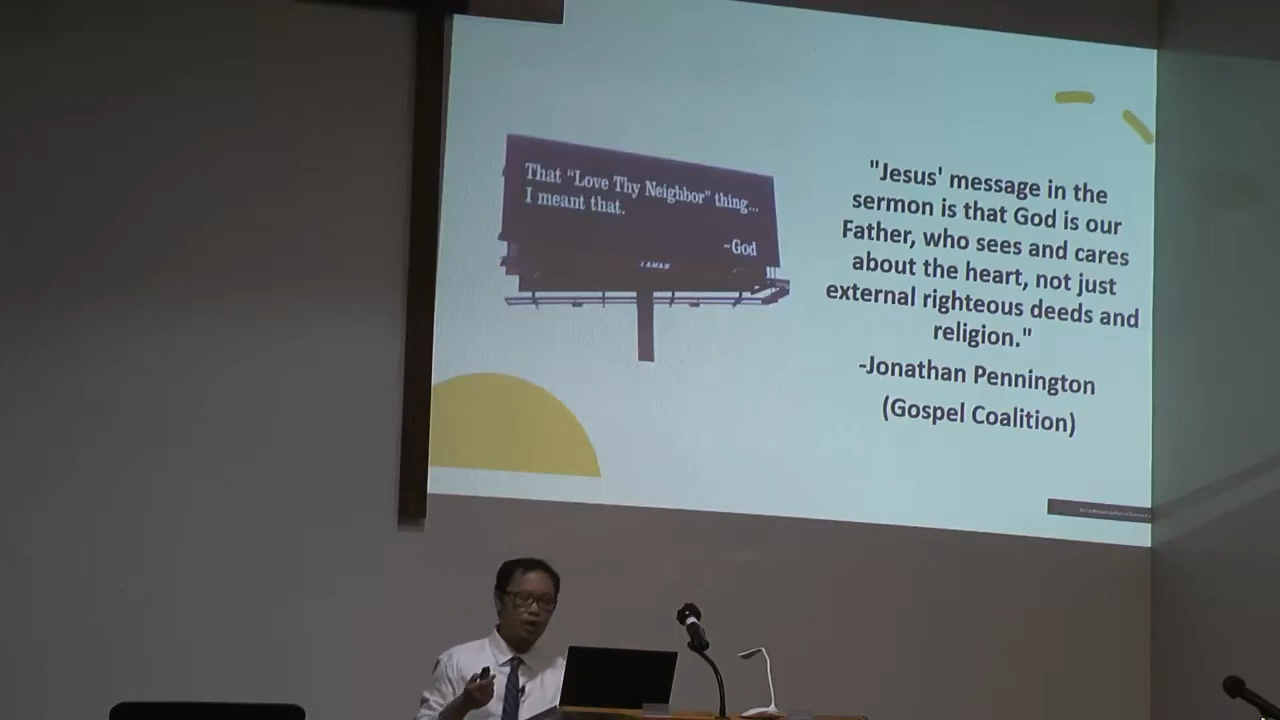 That “Love Thy Neighbor” thing...
I meant that.
-God
"Jesus' message in the
sermon is that God is our
Father, who sees and cares
about the heart, not just
external righteous deeds and
religion."
-Jonathan Pennington
(Gospel Coalition)